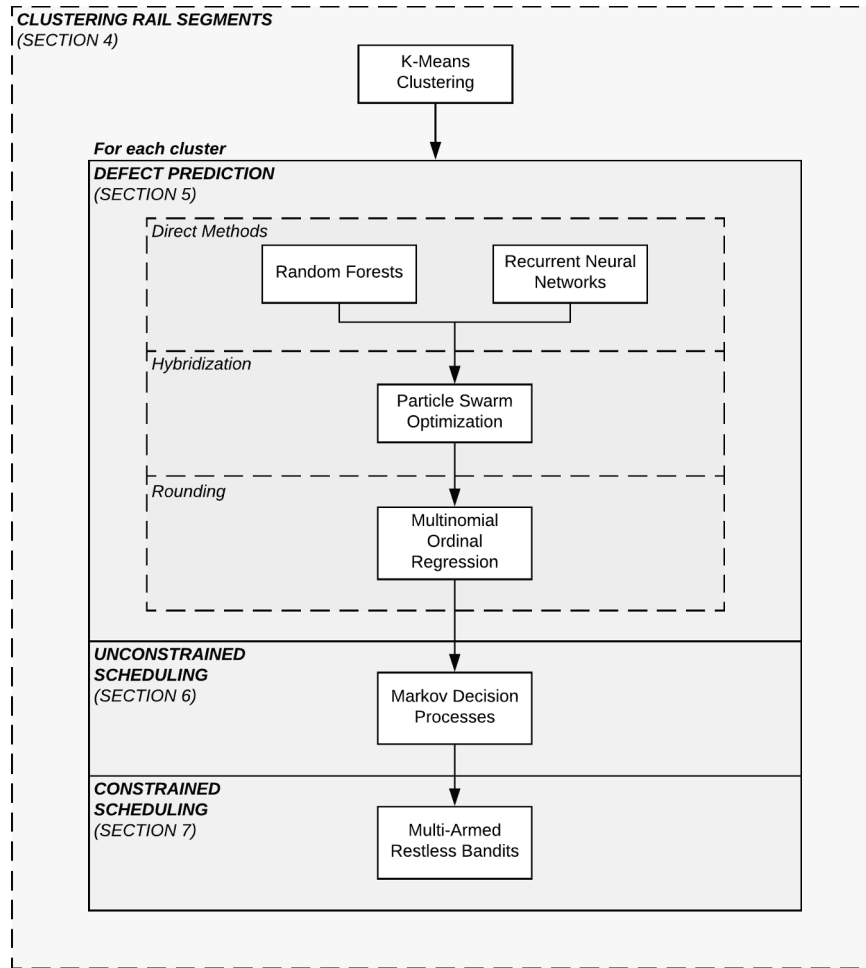 CLUSTERING RAIL SEGMENTS
(SECTION 4)
K-Means
Clustering
For each cluster
DEFECT PREDICTION
(SECTION 5)
Direct Methods
Random Forests
Recurrent Neural
Networks
Hybridization
Particle Swarm
Optimization
Rounding
Multinomial
Ordinal
Regression
UNCONSTRAINED
SCHEDULING
(SECTION 6)
Markov Decision
Processes
CONSTRAINED
SCHEDULING
(SECTION 7)
Multi-Armed
Restless Bandits